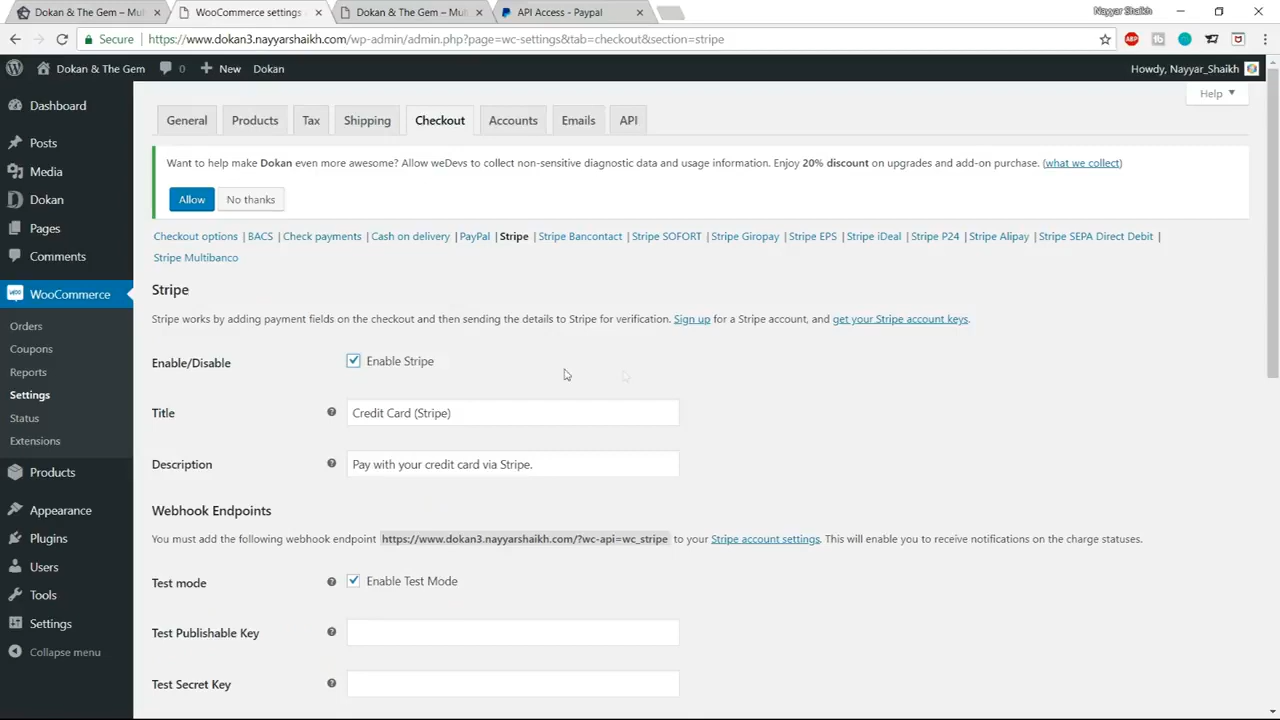 Dokan & The Gem – Mul
WooCommerce settings
Dokan & The Gem – Mul
API Access - Paypal
Nayyar Shaikh
Secure
https://www.dokan3.nayyarshaikh.com/wp-admin/admin.php?page=wc-settings&tab=checkout&section=stripe
ABP
Dokan & The Gem
0
New
Dokan
Howdy, Nayyar_Shaikh
Dashboard
Posts
Media
Dokan
Pages
Comments
WooCommerce
Orders
Coupons
Reports
Settings
Status
Extensions
Products
Appearance
Plugins
Users
Tools
Settings
Collapse menu
Help
General
Products
Tax
Shipping
Checkout
Accounts
Emails
API
Want to help make Dokan even more awesome? Allow weDevs to collect non-sensitive diagnostic data and usage information. Enjoy 20% discount on upgrades and add-on purchase. (what we collect)
Allow
No thanks
Checkout options | BACS | Check payments | Cash on delivery | PayPal | Stripe | Stripe Bancontact | Stripe SOFORT | Stripe Giropay | Stripe EPS | Stripe iDeal | Stripe P24 | Stripe Alipay | Stripe SEPA Direct Debit |
Stripe Multibanco
Stripe
Stripe works by adding payment fields on the checkout and then sending the details to Stripe for verification. Sign up for a Stripe account, and get your Stripe account keys.
Enable/Disable
Enable Stripe
Title
Credit Card (Stripe)
Description
Pay with your credit card via Stripe.
Webhook Endpoints
You must add the following webhook endpoint https://www.dokan3.nayyarshaikh.com/?wc-api=wc_stripe to your Stripe account settings. This will enable you to receive notifications on the charge statuses.
Test mode
Enable Test Mode
Test Publishable Key
Test Secret Key